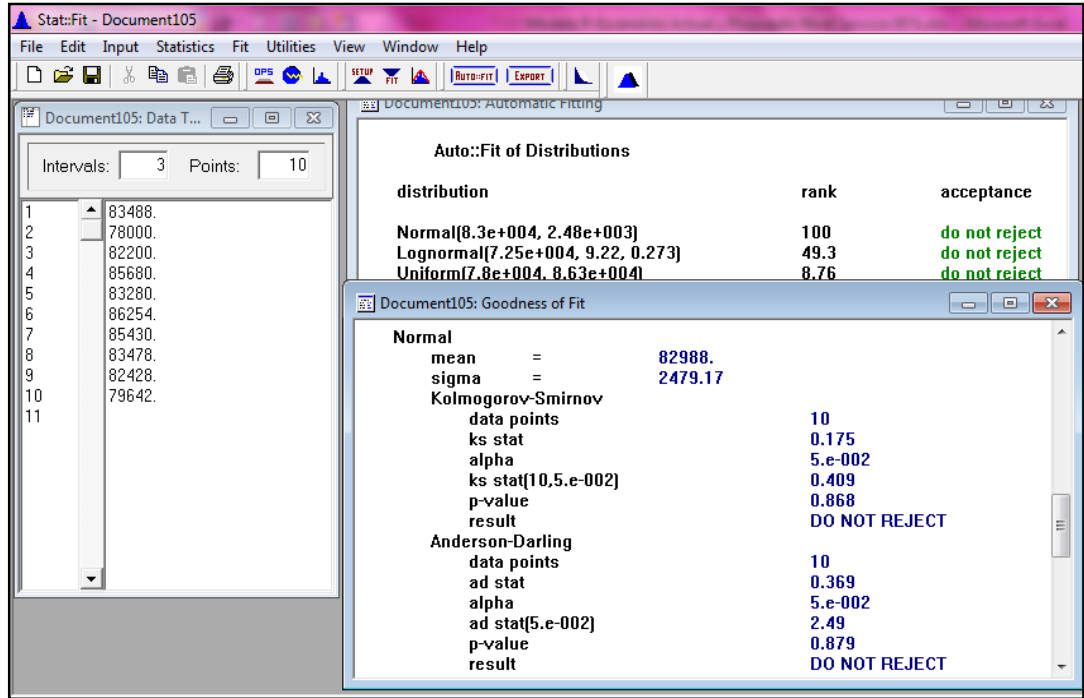 Stat::Fit - Document105
File Edit Input Statistics Fit Utilities View Window Help
OPS SETUP FIT AUTO::FIT EXPORT
Document105: Data T...
Intervals: 3 Points: 10
1 83488.
2 78000.
3 82200.
4 85680.
5 83280.
6 86254.
7 85430.
8 83478.
9 82428.
10 79642.
11
Document105: Automatic Fitting
Auto::Fit of Distributions
distribution rank acceptance
Normal(8.3e+004, 2.48e+003) 100 do not reject
Lognormal(7.25e+004, 9.22, 0.273) 49.3 do not reject
Uniform(7.8e+004, 8.63e+004) 8.76 do not reject
Document105: Goodness of Fit
Normal
mean = 82988.
sigma = 2479.17
Kolmogorov-Smirnov
data points 10
ks stat 0.175
alpha 5.e-002
ks stat(10,5.e-002) 0.409
p-value 0.868
result DO NOT REJECT
Anderson-Darling
data points 10
ad stat 0.369
alpha 5.e-002
ad stat(5.e-002) 2.49
p-value 0.879
result DO NOT REJECT